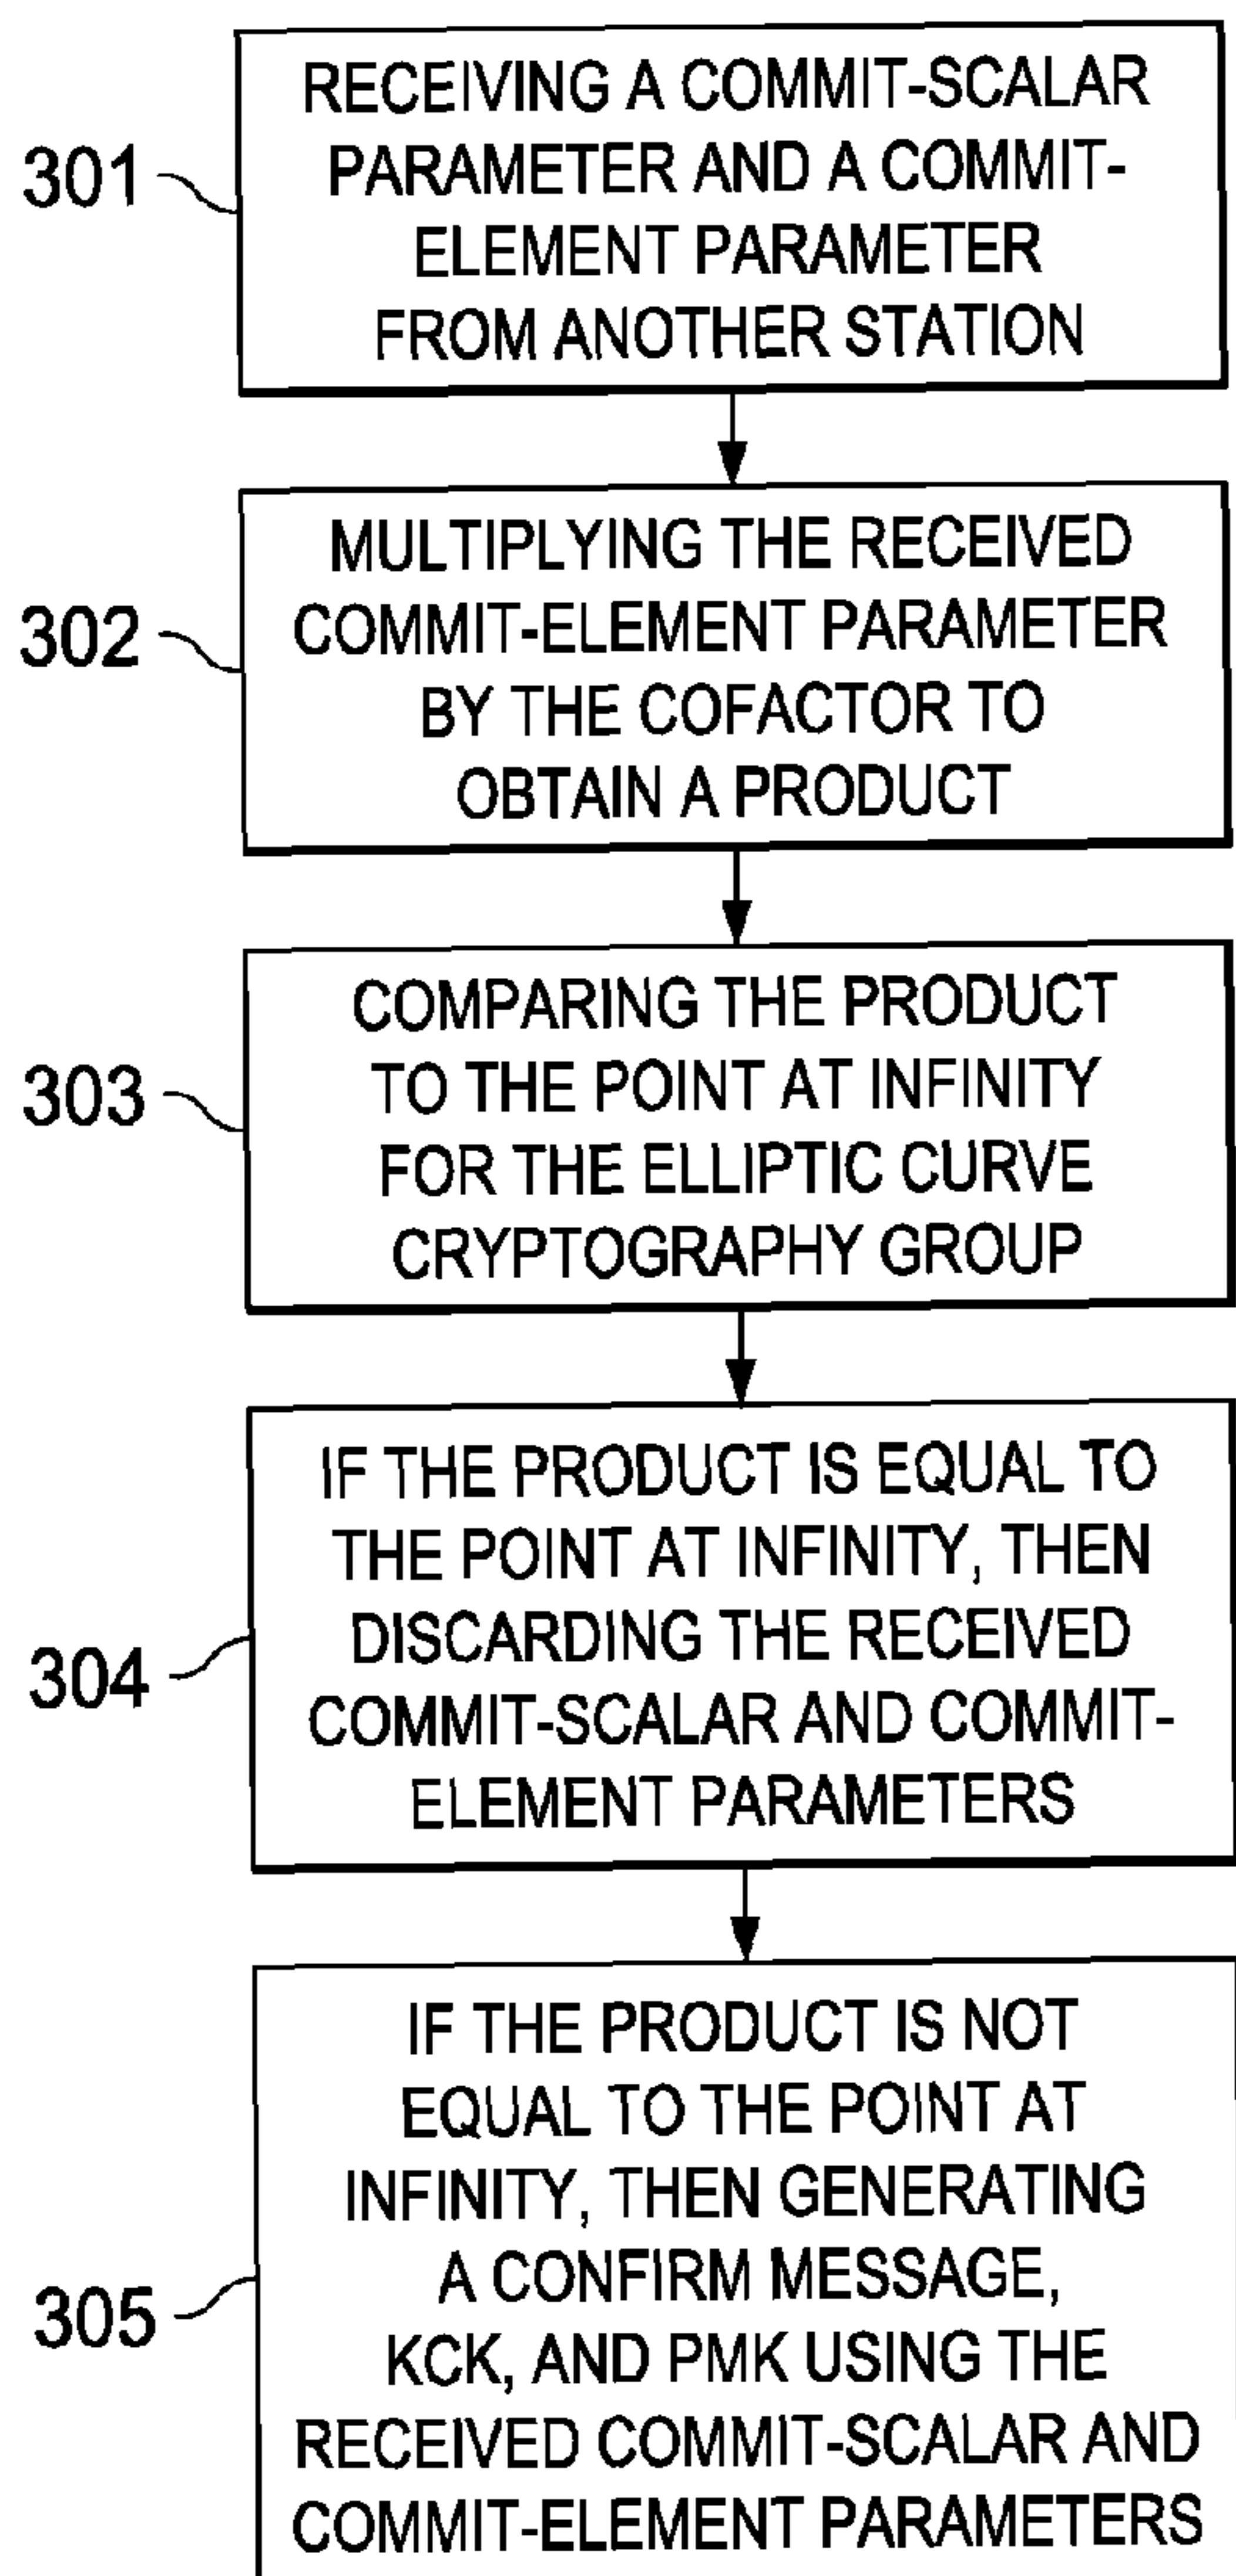 301
RECEIVING A COMMIT-SCALAR
PARAMETER AND A COMMIT-
ELEMENT PARAMETER
FROM ANOTHER STATION
302
MULTIPLYING THE RECEIVED
COMMIT-ELEMENT PARAMETER
BY THE COFACTOR TO
OBTAIN A PRODUCT
303
COMPARING THE PRODUCT
TO THE POINT AT INFINITY
FOR THE ELLIPTIC CURVE
CRYPTOGRAPHY GROUP
304
IF THE PRODUCT IS EQUAL TO
THE POINT AT INFINITY, THEN
DISCARDING THE RECEIVED
COMMIT-SCALAR AND COMMIT-
ELEMENT PARAMETERS
305
IF THE PRODUCT IS NOT
EQUAL TO THE POINT AT
INFINITY, THEN GENERATING
A CONFIRM MESSAGE,
KCK, AND PMK USING THE
RECEIVED COMMIT-SCALAR AND
COMMIT-ELEMENT PARAMETERS